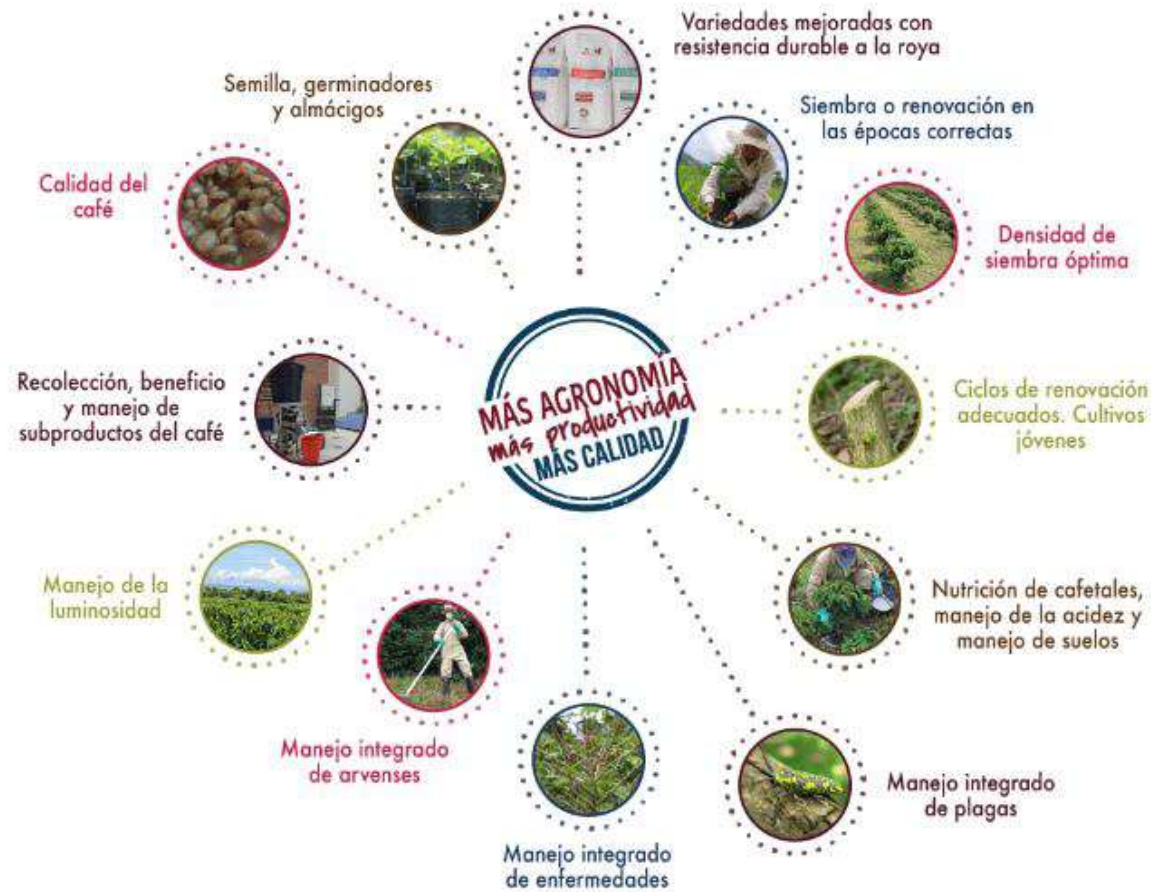 Variedades mejoradas con
resistencia durable a la roya
Siembra o renovación en
las épocas correctas
Densidad de
siembra óptima
Ciclos de renovación
adecuados. Cultivos
jóvenes
Nutrición de cafetales,
manejo de la acidez y
manejo de suelos
Manejo integrado
de plagas
Manejo integrado
de enfermedades
Manejo integrado
de arvenses
Manejo de la
luminosidad
Recolección, beneficio
y manejo de
subproductos del café
Calidad del
café
Semilla, germinadores
y almácigos
MÁS AGRONOMÍA
más productividad
MÁS CALIDAD